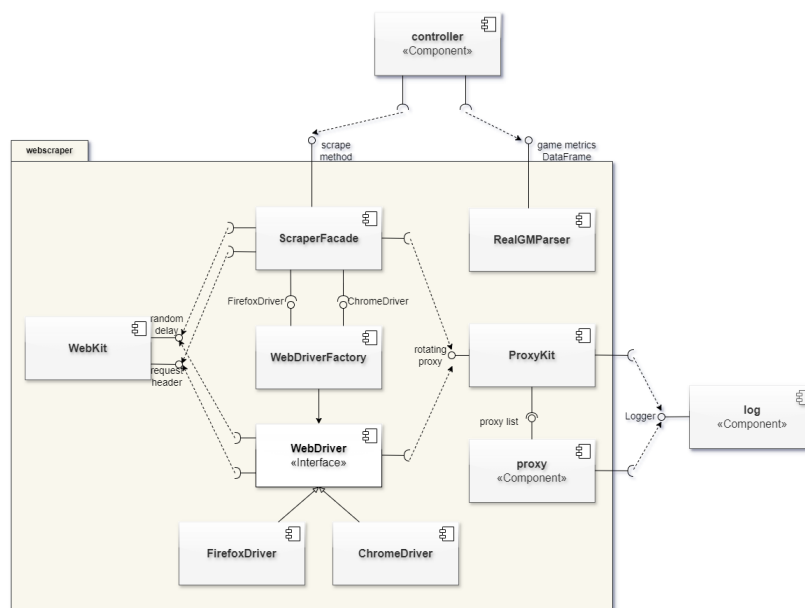 controller
«Component»
webscraper
scrape
method
game metrics
DataFrame
ScraperFacade
RealGMParser
FirefoxDriver
ChromeDriver
random
delay
WebKit
request
header
WebDriverFactory
rotating
proxy
ProxyKit
proxy list
Logger
log
«Component»
WebDriver
«Interface»
proxy
«Component»
FirefoxDriver
ChromeDriver